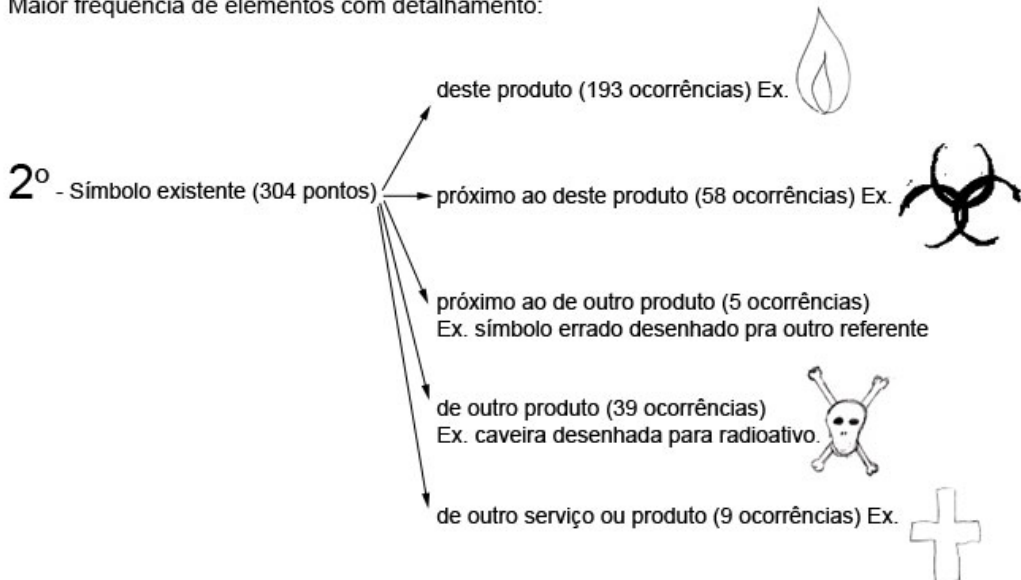 Maior frequência de elementos com detalhamento:
deste produto (193 ocorrências) Ex.
2º - Símbolo existente (304 pontos)
próximo ao deste produto (58 ocorrências) Ex.
próximo ao de outro produto (5 ocorrências)
Ex. símbolo errado desenhado pra outro referente
de outro produto (39 ocorrências)
Ex. caveira desenhada para radioativo.
de outro serviço ou produto (9 ocorrências) Ex.